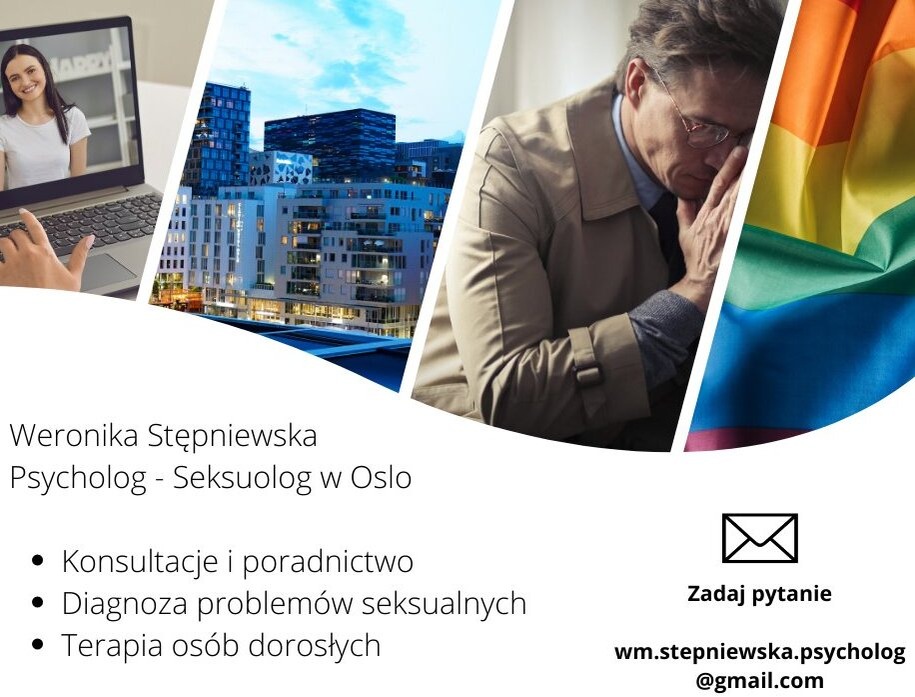 Weronika Stępniewska
Psycholog - Seksuolog w Oslo
• Konsultacje i poradnictwo
• Diagnoza problemów seksualnych
• Terapia osób dorosłych
Zadaj pytanie
wm.stepniewska.psycholog
@gmail.com